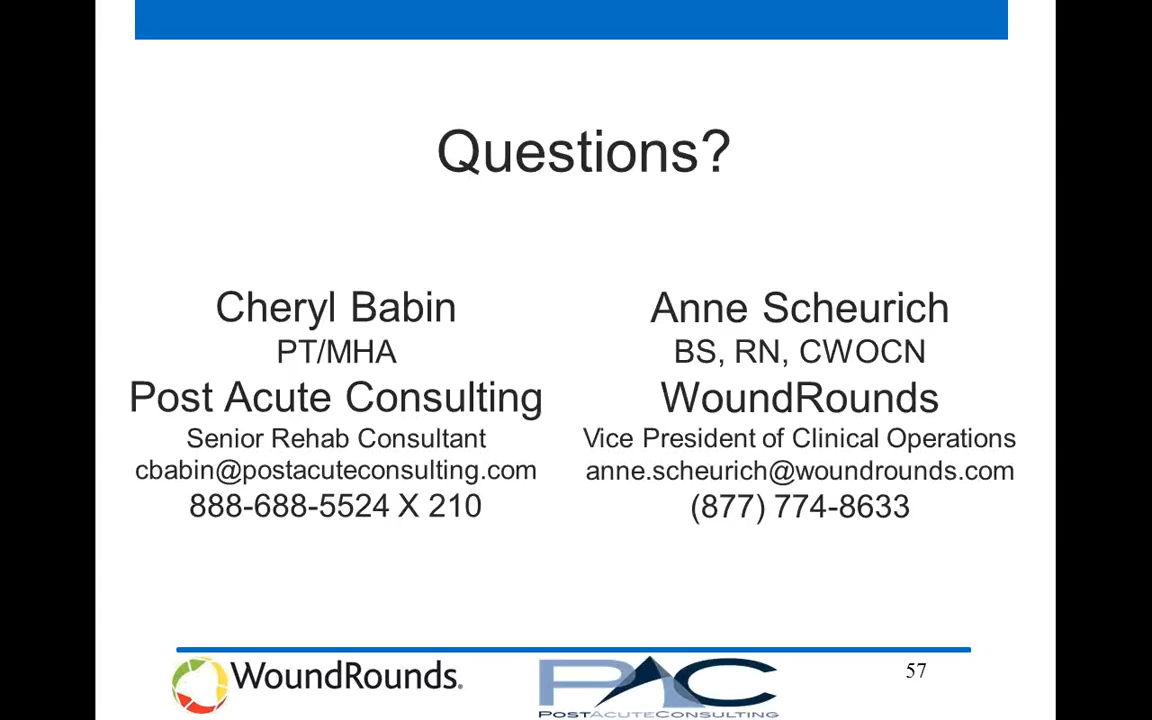 Questions?
Cheryl Babin
PT/MHA
Post Acute Consulting
Senior Rehab Consultant
cbabin@postacuteconsulting.com
888-688-5524 X 210
Anne Scheurich
BS, RN, CWOCN
WoundRounds
Vice President of Clinical Operations
anne.scheurich@woundrounds.com
(877) 774-8633
WoundRounds.
PAC
POSTACUTECONSULTING
57